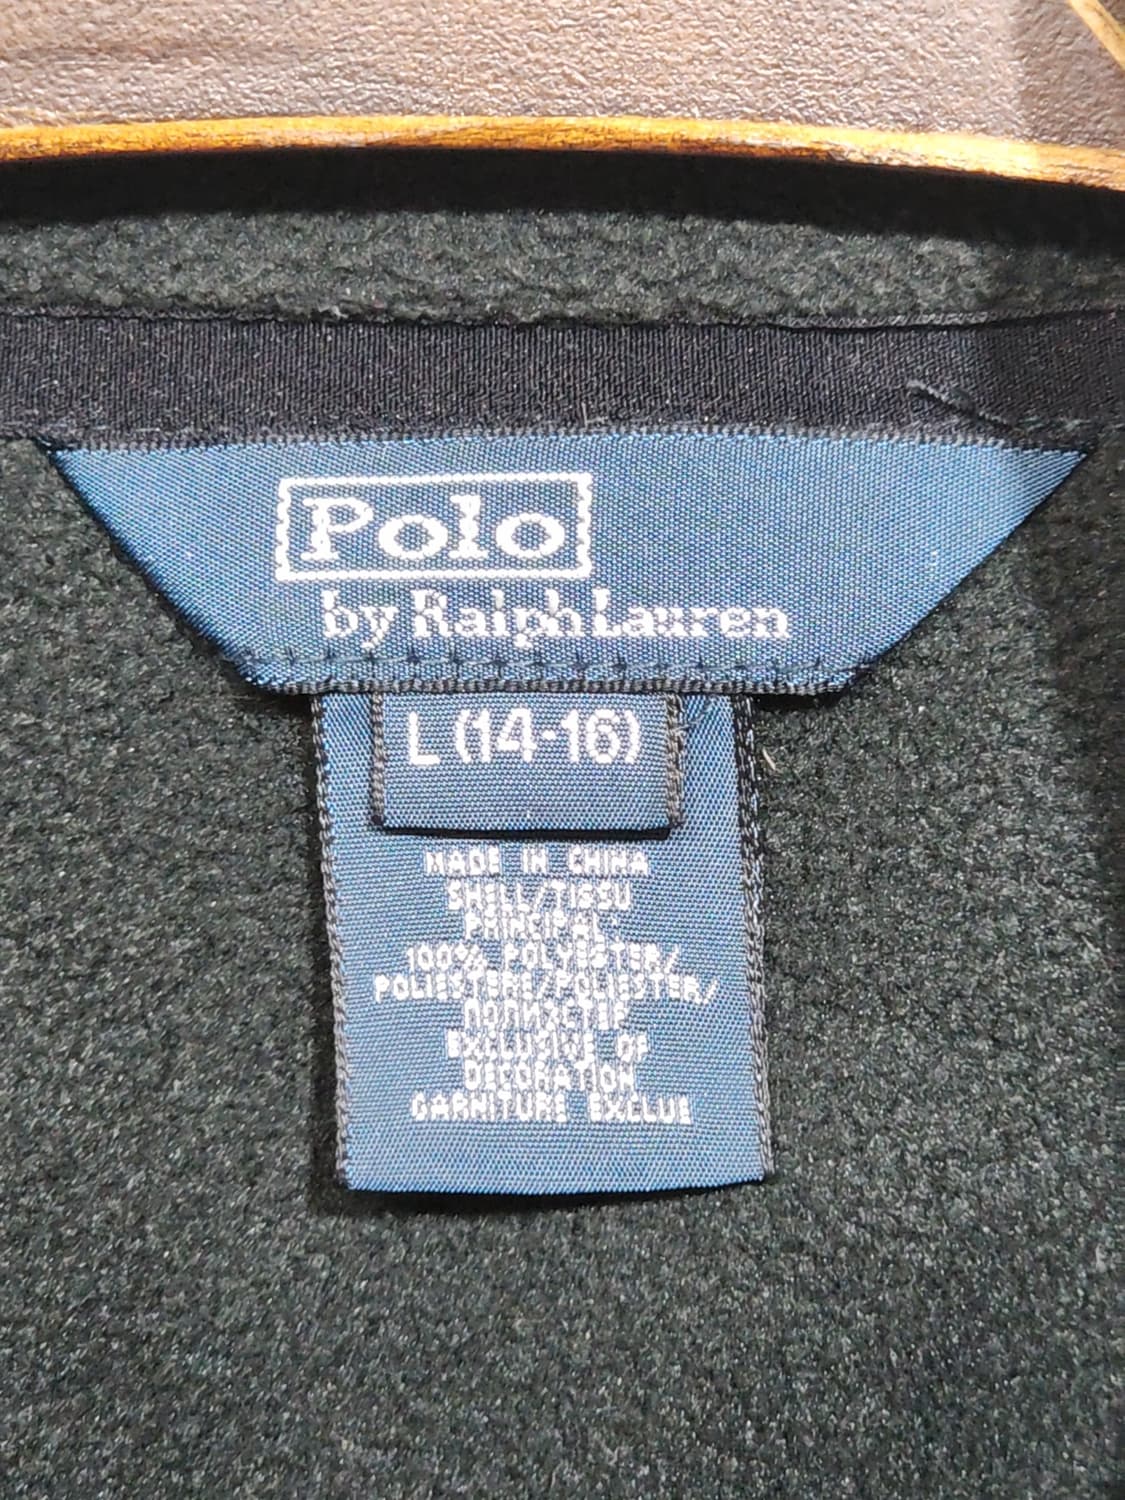 Polo
by Ralph Lauren
L (14-16)
MADE IN CHINA
SHELL/TISSU
PRINCIPAL
100% POLYESTER/
POLIESTERE/POLIESTER/
EXCLUSIVE OF
DECORATION
GARNITURE EXCLUE